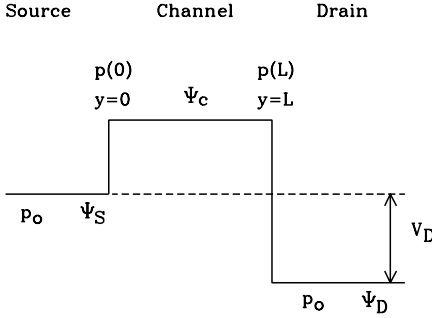 Source Channel Drain
p(0) p(L)
y=0 Ψc y=L
po ΨS
VD
po ΨD